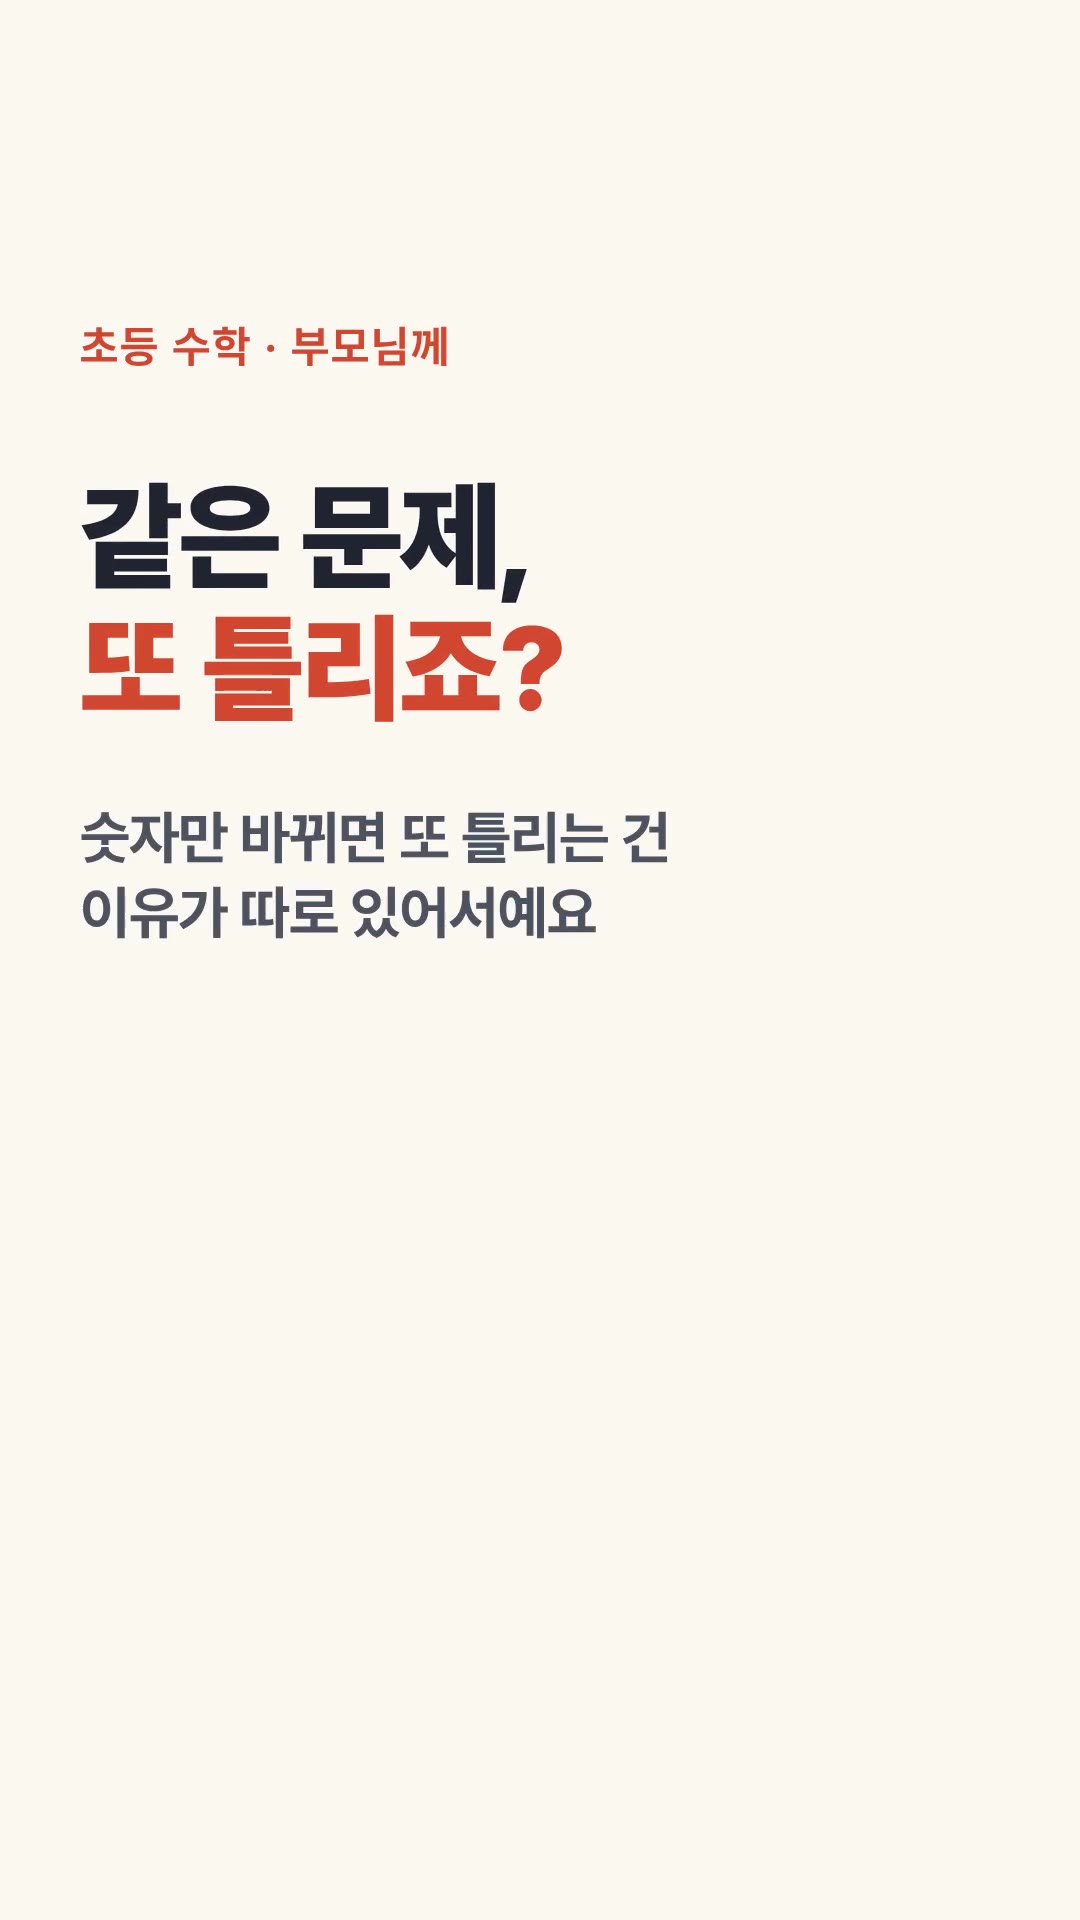 초등 수학 · 부모님께
같은 문제,
또 틀리죠?
숫자만 바뀌면 또 틀리는 건
이유가 따로 있어서예요